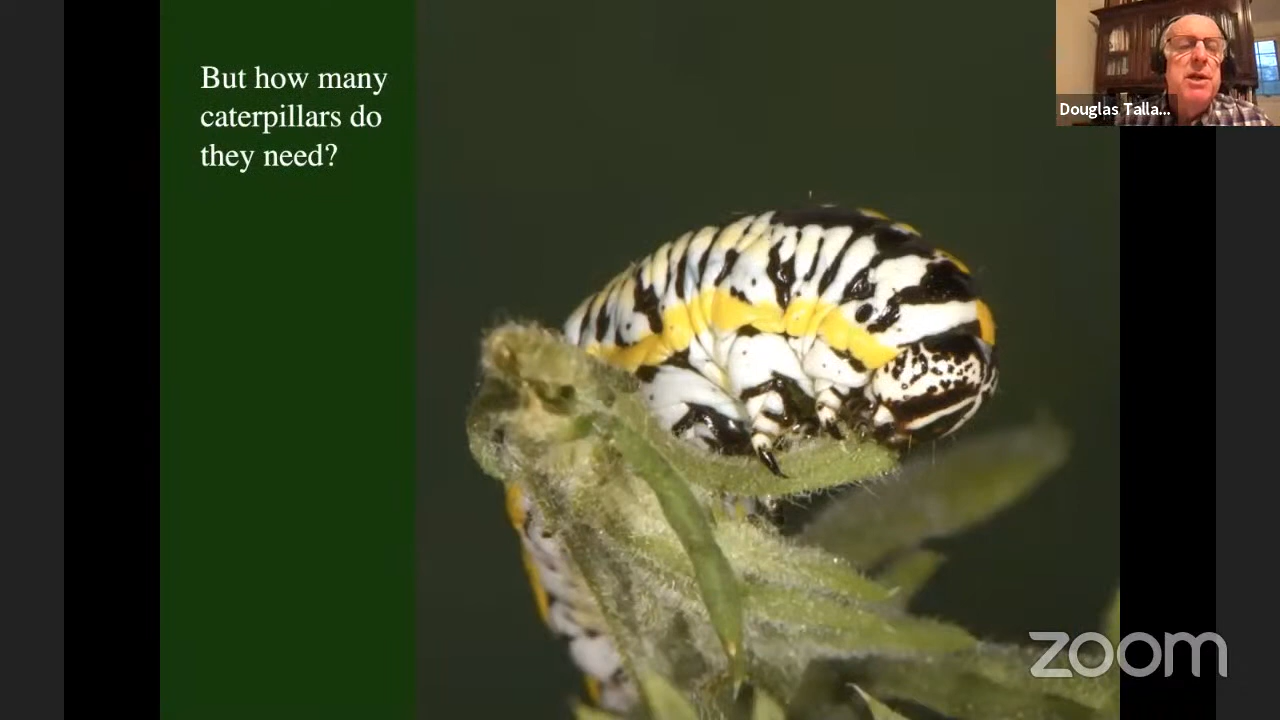 But how many
caterpillars do
they need?
Douglas Talla...
zoom